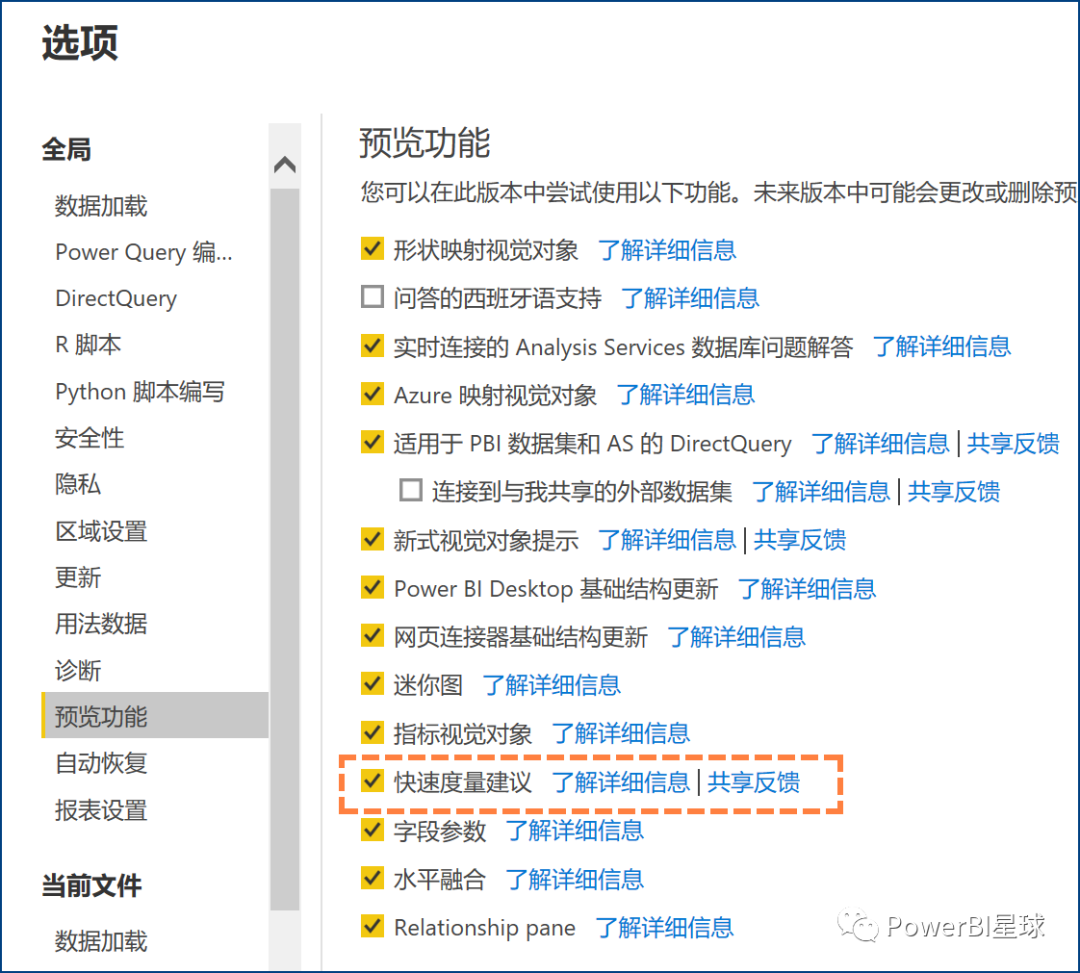 选项
全局
数据加载
Power Query 编...
DirectQuery
R 脚本
Python 脚本编写
安全性
隐私
区域设置
更新
用法数据
诊断
预览功能
自动恢复
报表设置
当前文件
数据加载
预览功能
您可以在此版本中尝试使用以下功能。未来版本中可能会更改或删除预
形状映射视觉对象 了解详细信息
问答的西班牙语支持 了解详细信息
实时连接的 Analysis Services 数据库问题解答 了解详细信息
Azure 映射视觉对象 了解详细信息
适用于 PBI 数据集和 AS 的 DirectQuery 了解详细信息|共享反馈
连接到与我共享的外部数据集 了解详细信息|共享反馈
新式视觉对象提示 了解详细信息|共享反馈
Power BI Desktop 基础结构更新 了解详细信息
网页连接器基础结构更新 了解详细信息
迷你图 了解详细信息
指标视觉对象 了解详细信息
快速度量建议 了解详细信息|共享反馈
字段参数 了解详细信息
水平融合 了解详细信息
Relationship pane 了解详细信息
PowerBI星球